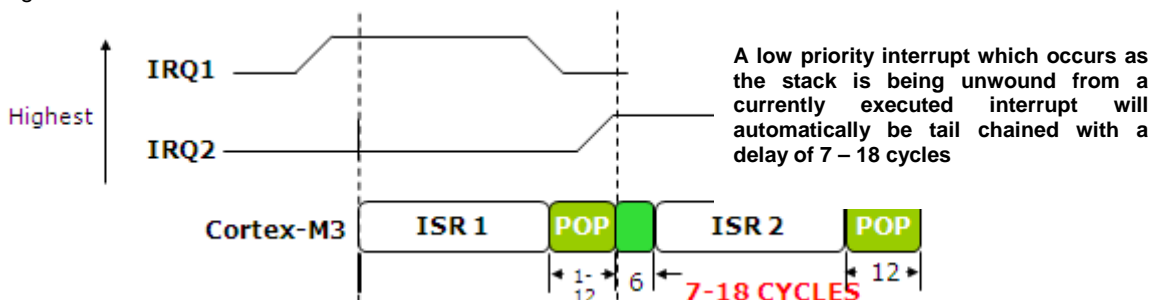 IRQ1
Highest
IRQ2
A low priority interrupt which occurs as
the stack is being unwound from a
currently executed interrupt will
automatically be tail chained with a
delay of 7 – 18 cycles
Cortex-M3
ISR 1
POP
ISR 2
POP
1-
12
6
7-18 CYCLES
12